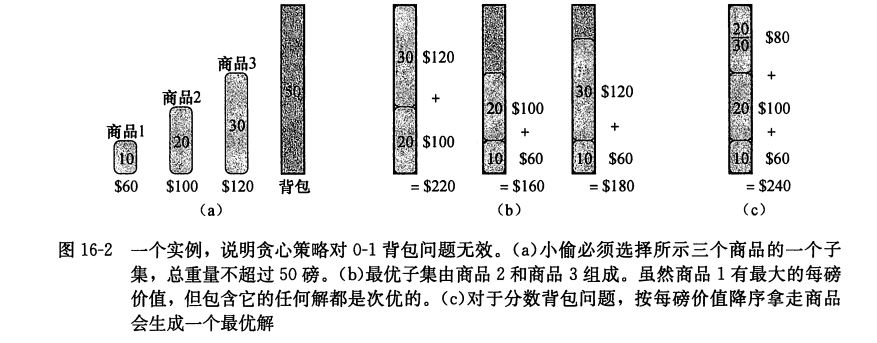 商品1
10
$60
商品2
20
$100
商品3
30
$120
50
背包
(a)
30 $120
+
20 $100
= $220
20 $100
+
10 $60
= $160
30 $120
+
10 $60
= $180
(b)
20
30 $80
+
20 $100
+
10 $60
= $240
(c)
图 16-2 一个实例，说明贪心策略对 0-1 背包问题无效。(a)小偷必须选择所示三个商品的一个子
集，总重量不超过 50 磅。(b)最优子集由商品 2 和商品 3 组成。虽然商品 1 有最大的每磅
价值，但包含它的任何解都是次优的。(c)对于分数背包问题，按每磅价值降序拿走商品
会生成一个最优解